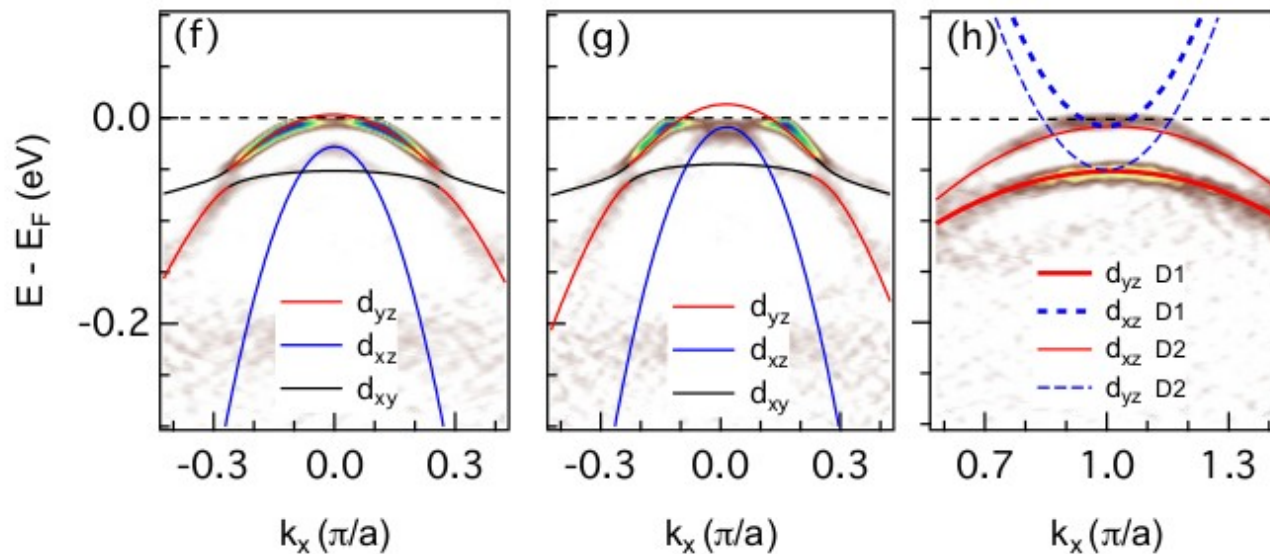 (f) (g) (h)
E - E_F (eV)
0.0
-0.2
d_yz
d_xz
d_xy
d_yz
d_xz
d_xy
d_yz D1
d_xz D1
d_xz D2
d_yz D2
-0.3 0.0 0.3 -0.3 0.0 0.3 0.7 1.0 1.3
k_x (π/a) k_x (π/a) k_x (π/a)